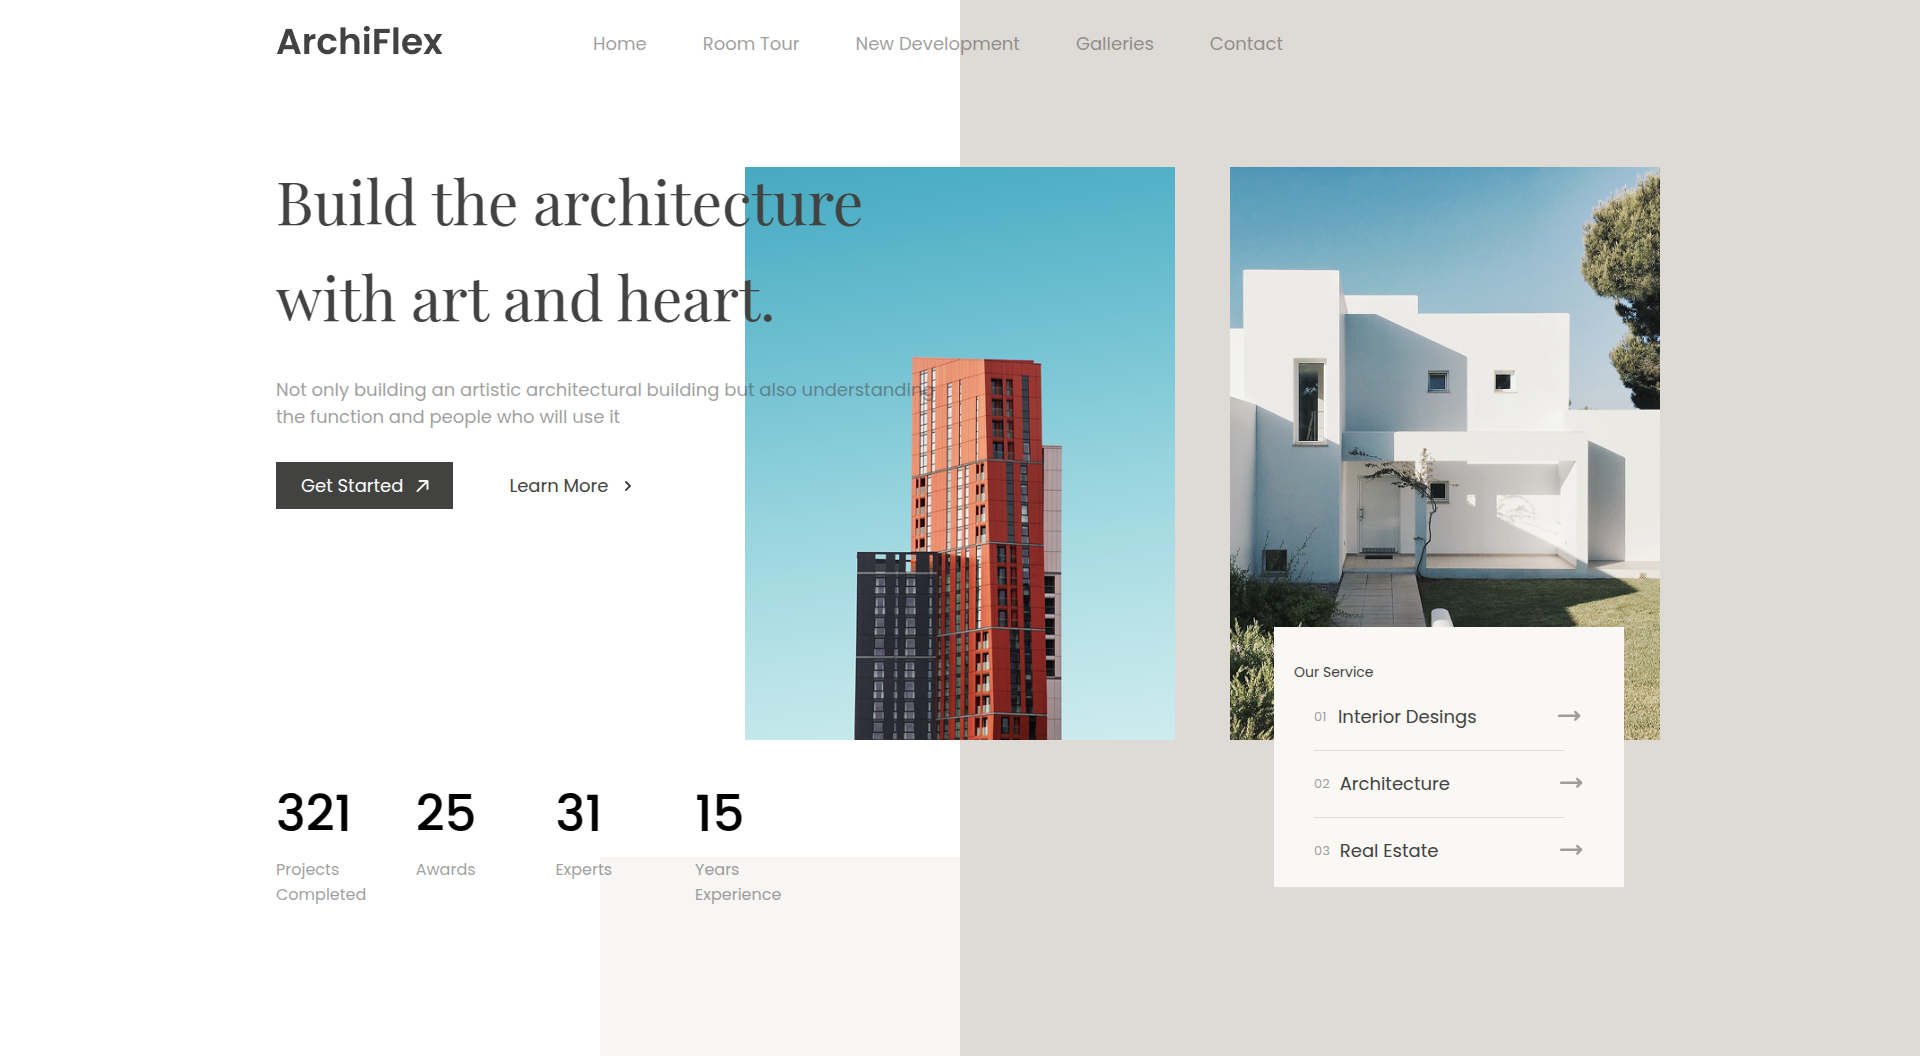 ArchiFlex
Home Room Tour New Development Galleries Contact
Build the architecture
with art and heart.
Not only building an artistic architectural building but also understanding
the function and people who will use it
Get Started
Learn More
321
Projects
Completed
25
Awards
31
Experts
15
Years
Experience
Our Service
01 Interior Desings
02 Architecture
03 Real Estate